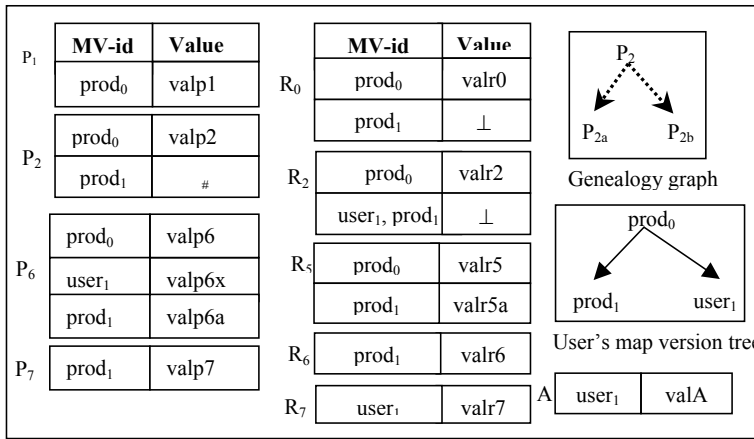 MV-id Value
P₁ prod₀ valp1
P₂ prod₀ valp2
prod₁ #
P₆ prod₀ valp6
user₁ valp6x
prod₁ valp6a
P₇ prod₁ valp7
MV-id Value
R₀ prod₀ valr0
prod₁ ⊥
R₂ prod₀ valr2
user₁, prod₁ ⊥
R₅ prod₀ valr5
prod₁ valr5a
R₆ prod₁ valr6
R₇ user₁ valr7
P₂
P₂ₐ P₂b
Genealogy graph
prod₀
prod₁ user₁
User's map version tree
A user₁ valA